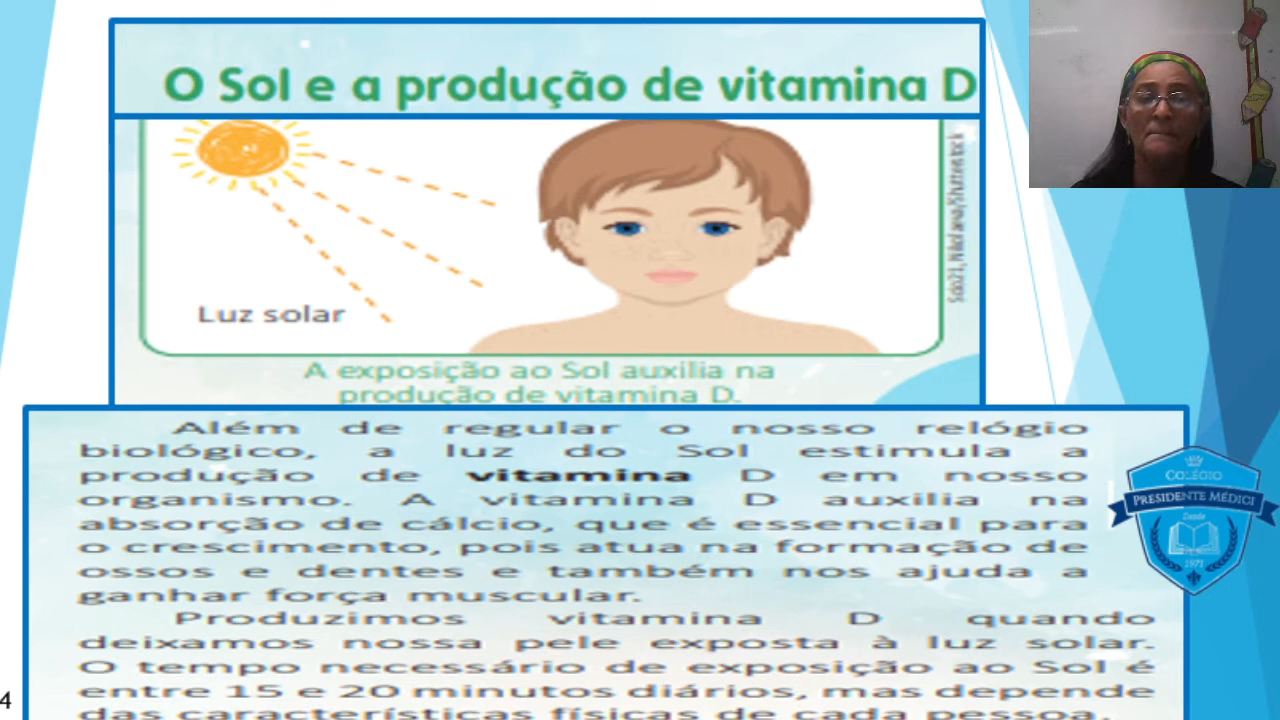 O Sol e a produção de vitamina D
Luz solar
A exposição ao Sol auxilia na
produção de vitamina D.
Além de regular o nosso relógio
biológico, a luz do Sol estimula a
produção de vitamina D em nosso
organismo. A vitamina D auxilia na
absorção de cálcio, que é essencial para
o crescimento, pois atua na formação de
ossos e dentes também nos ajuda a
ganhar força muscular.
Produzimos vitamina D quando
deixamos nossa pele exposta à luz solar.
O tempo necessário de exposição ao Sol é
entre 15 e 20 minutos diários, mas depende
das características físicas de cada pessoa.
4
COLÉGIO
PRESIDENTE MÉDICI
Desde
1971